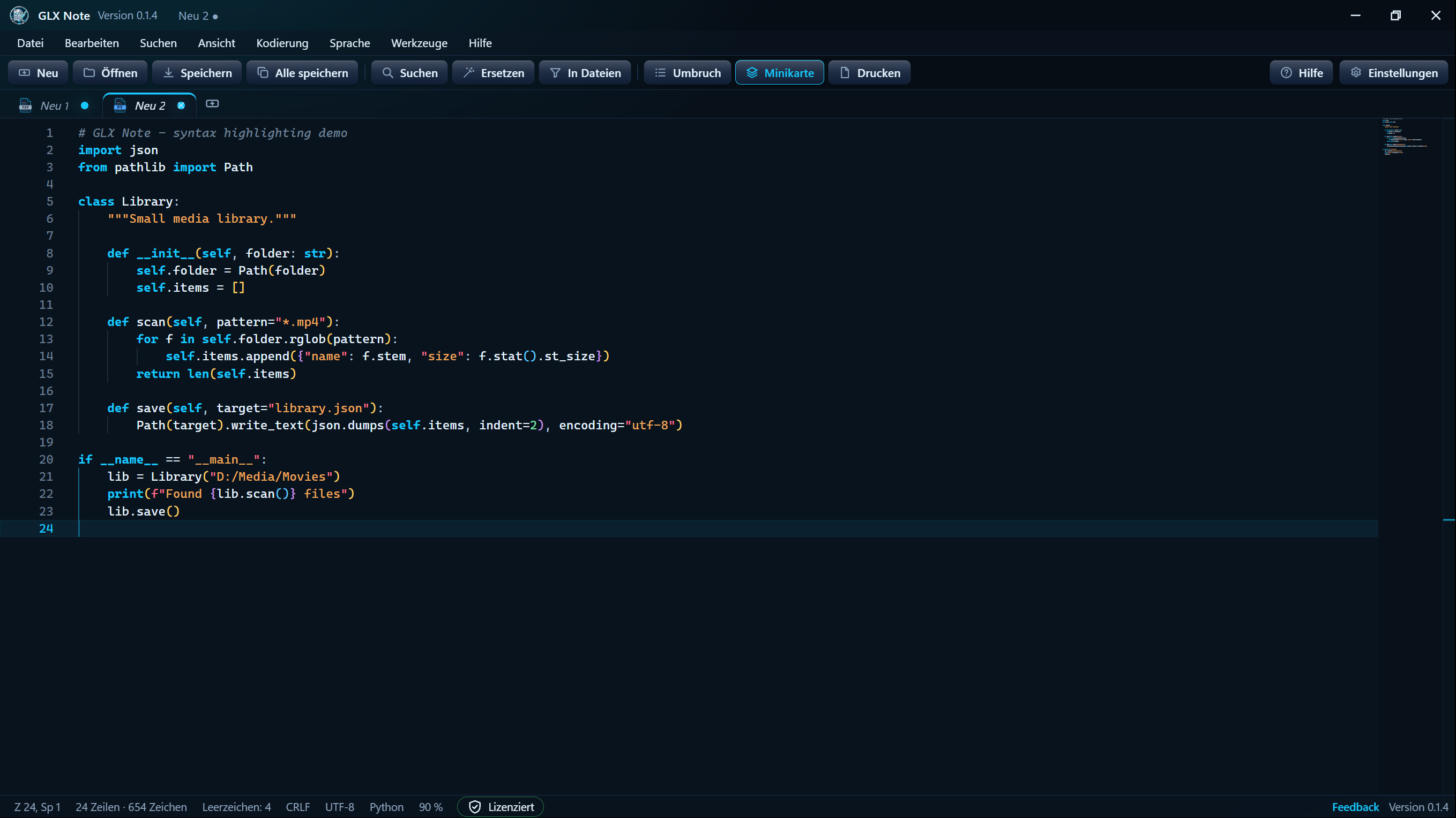 GLX Note Version 0.1.4 Neu 2 ●
Datei Bearbeiten Suchen Ansicht Kodierung Sprache Werkzeuge Hilfe
Neu Öffnen Speichern Alle speichern Suchen Ersetzen In Dateien Umbruch Minikarte Drucken Hilfe Einstellungen
Neu 1 Neu 2
1 # GLX Note - syntax highlighting demo
2 import json
3 from pathlib import Path
4
5 class Library:
6     """Small media library."""
7
8     def __init__(self, folder: str):
9         self.folder = Path(folder)
10         self.items = []
11
12     def scan(self, pattern="*.mp4"):
13         for f in self.folder.rglob(pattern):
14             self.items.append({"name": f.stem, "size": f.stat().st_size})
15         return len(self.items)
16
17     def save(self, target="library.json"):
18         Path(target).write_text(json.dumps(self.items, indent=2), encoding="utf-8")
19
20 if __name__ == "__main__":
21     lib = Library("D:/Media/Movies")
22     print(f"Found {lib.scan()} files")
23     lib.save()
24
Z 24, Sp 1 24 Zeilen · 654 Zeichen Leerzeichen: 4 CRLF UTF-8 Python 90 % Lizenziert Feedback Version 0.1.4